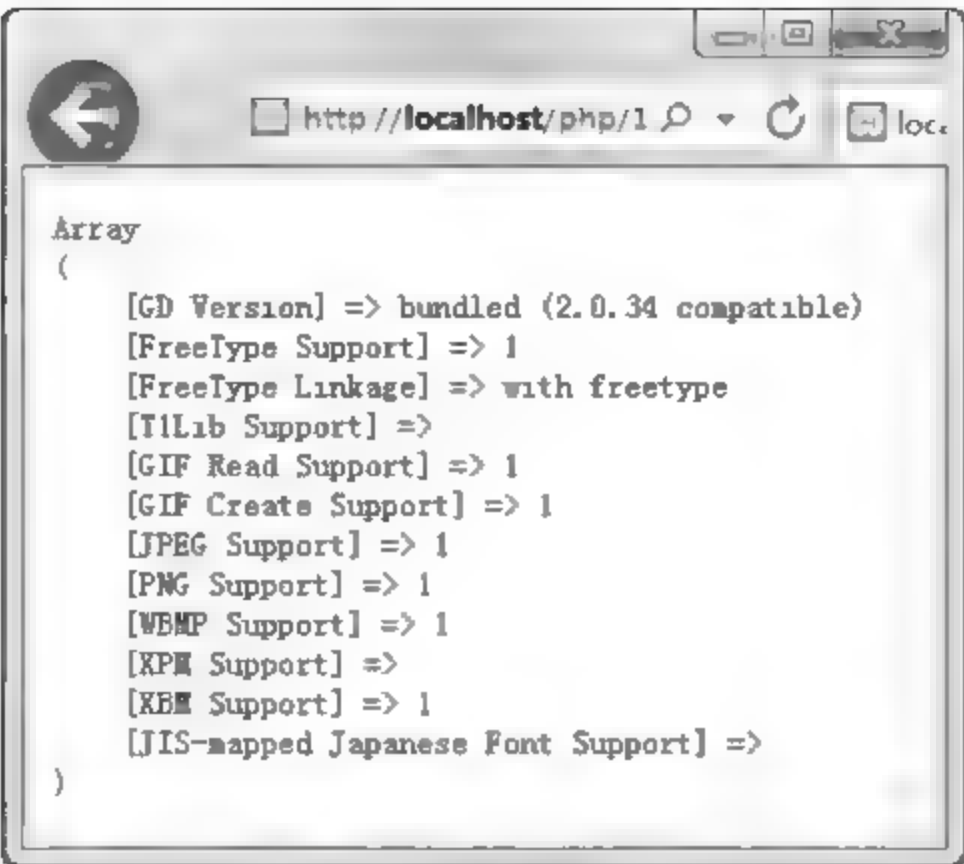 http://localhost/php/1
loc
Array
(
[GD Version] => bundled (2.0.34 compatible)
[FreeType Support] => 1
[FreeType Linkage] => with freetype
[T1Lib Support] =>
[GIF Read Support] => 1
[GIF Create Support] => 1
[JPEG Support] => 1
[PNG Support] => 1
[WBMP Support] => 1
[XPM Support] =>
[XBM Support] => 1
[JIS-mapped Japanese Font Support] =>
)